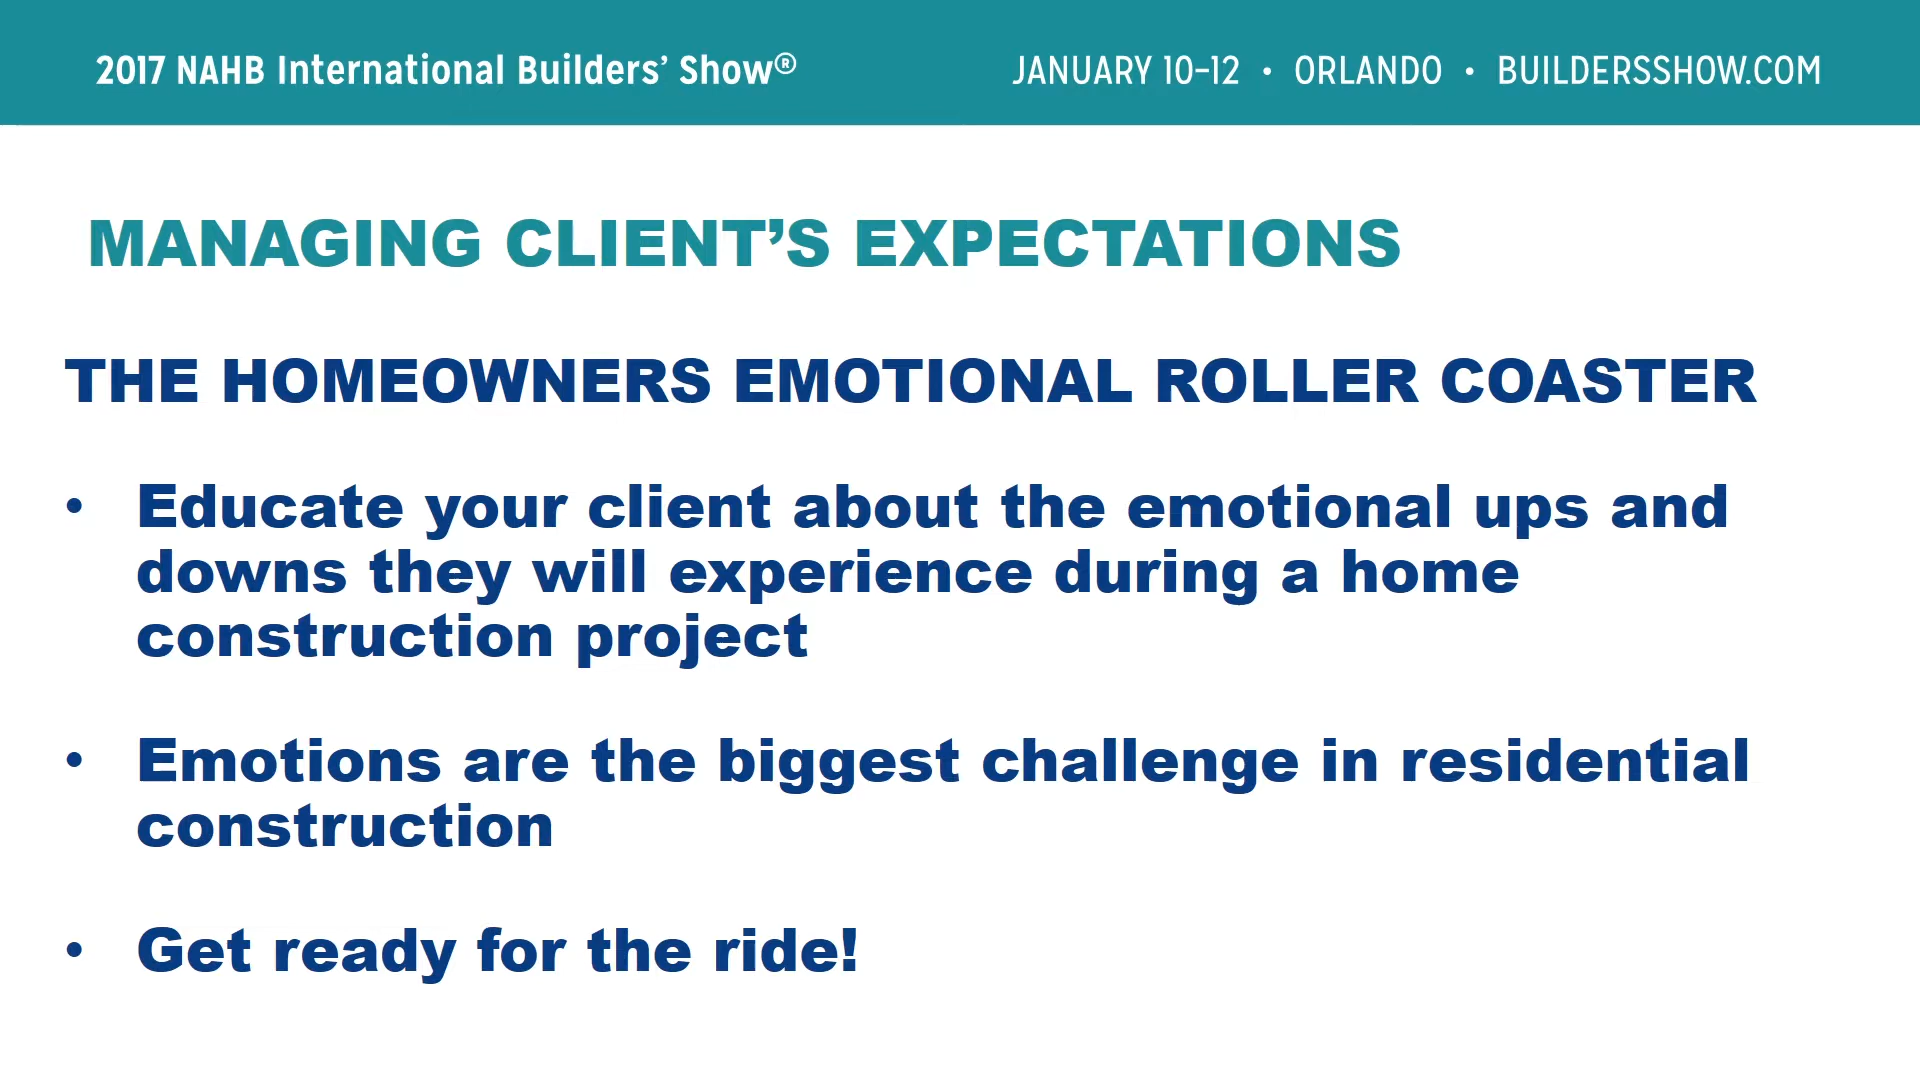 2017 NAHB International Builders’ Show® JANUARY 10–12 • ORLANDO • BUILDERSSHOW.COM
MANAGING CLIENT’S EXPECTATIONS
THE HOMEOWNERS EMOTIONAL ROLLER COASTER
• Educate your client about the emotional ups and
downs they will experience during a home
construction project
• Emotions are the biggest challenge in residential
construction
• Get ready for the ride!